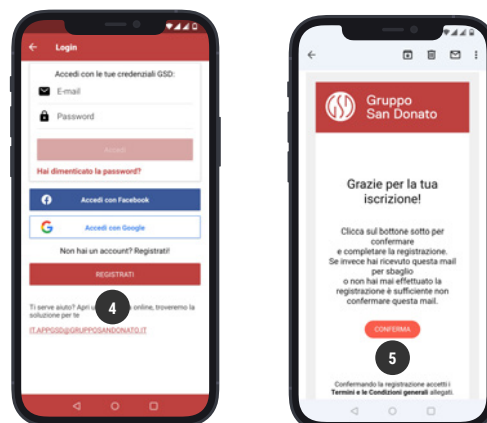 Login
Accedi con le tue credenziali GSD:
E-mail
Password
Accedi
Hai dimenticato la password?
Accedi con Facebook
Accedi con Google
Non hai un account? Registrati!
REGISTRATI
Ti serve aiuto? Apri u online, troveremo la
soluzione per te
4
IT.APPGSD@GRUPPOSANDONATO.IT
GSD
Gruppo
San Donato
Grazie per la tua
iscrizione!
Clicca sul bottone sotto per
confermare
e completare la registrazione.
Se invece hai ricevuto questa mail
per sbaglio
o non hai mai effettuato la
registrazione è sufficiente non
confermare questa mail.
CONFERMA
5
Confermando la registrazione accetti i
Termini e le Condizioni generali allegati.